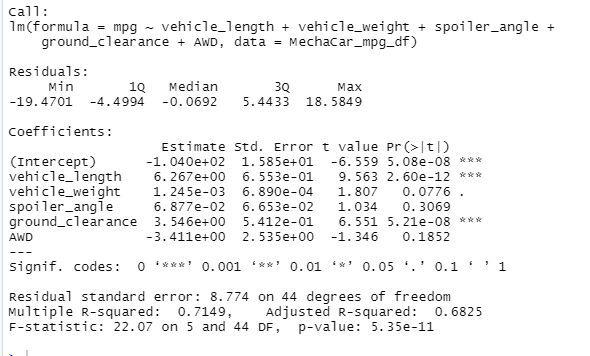 Call:
lm(formula = mpg ~ vehicle_length + vehicle_weight + spoiler_angle +
    ground_clearance + AWD, data = MechaCar_mpg_df)
Residuals:
     Min       1Q   Median       3Q      Max
-19.4701  -4.4994  -0.0692   5.4433  18.5849
Coefficients:
                   Estimate Std. Error t value Pr(>|t|)
(Intercept)      -1.040e+02  1.585e+01  -6.559 5.08e-08 ***
vehicle_length    6.267e+00  6.553e-01   9.563 2.60e-12 ***
vehicle_weight    1.245e-03  6.890e-04   1.807   0.0776 .
spoiler_angle     6.877e-02  6.653e-02   1.034   0.3069
ground_clearance  3.546e+00  5.412e-01   6.551 5.21e-08 ***
AWD              -3.411e+00  2.535e+00  -1.346   0.1852
---
Signif. codes:  0 ‘***’ 0.001 ‘**’ 0.01 ‘*’ 0.05 ‘.’ 0.1 ‘ ’ 1
Residual standard error: 8.774 on 44 degrees of freedom
Multiple R-squared:  0.7149,    Adjusted R-squared:  0.6825
F-statistic: 22.07 on 5 and 44 DF,  p-value: 5.35e-11
>